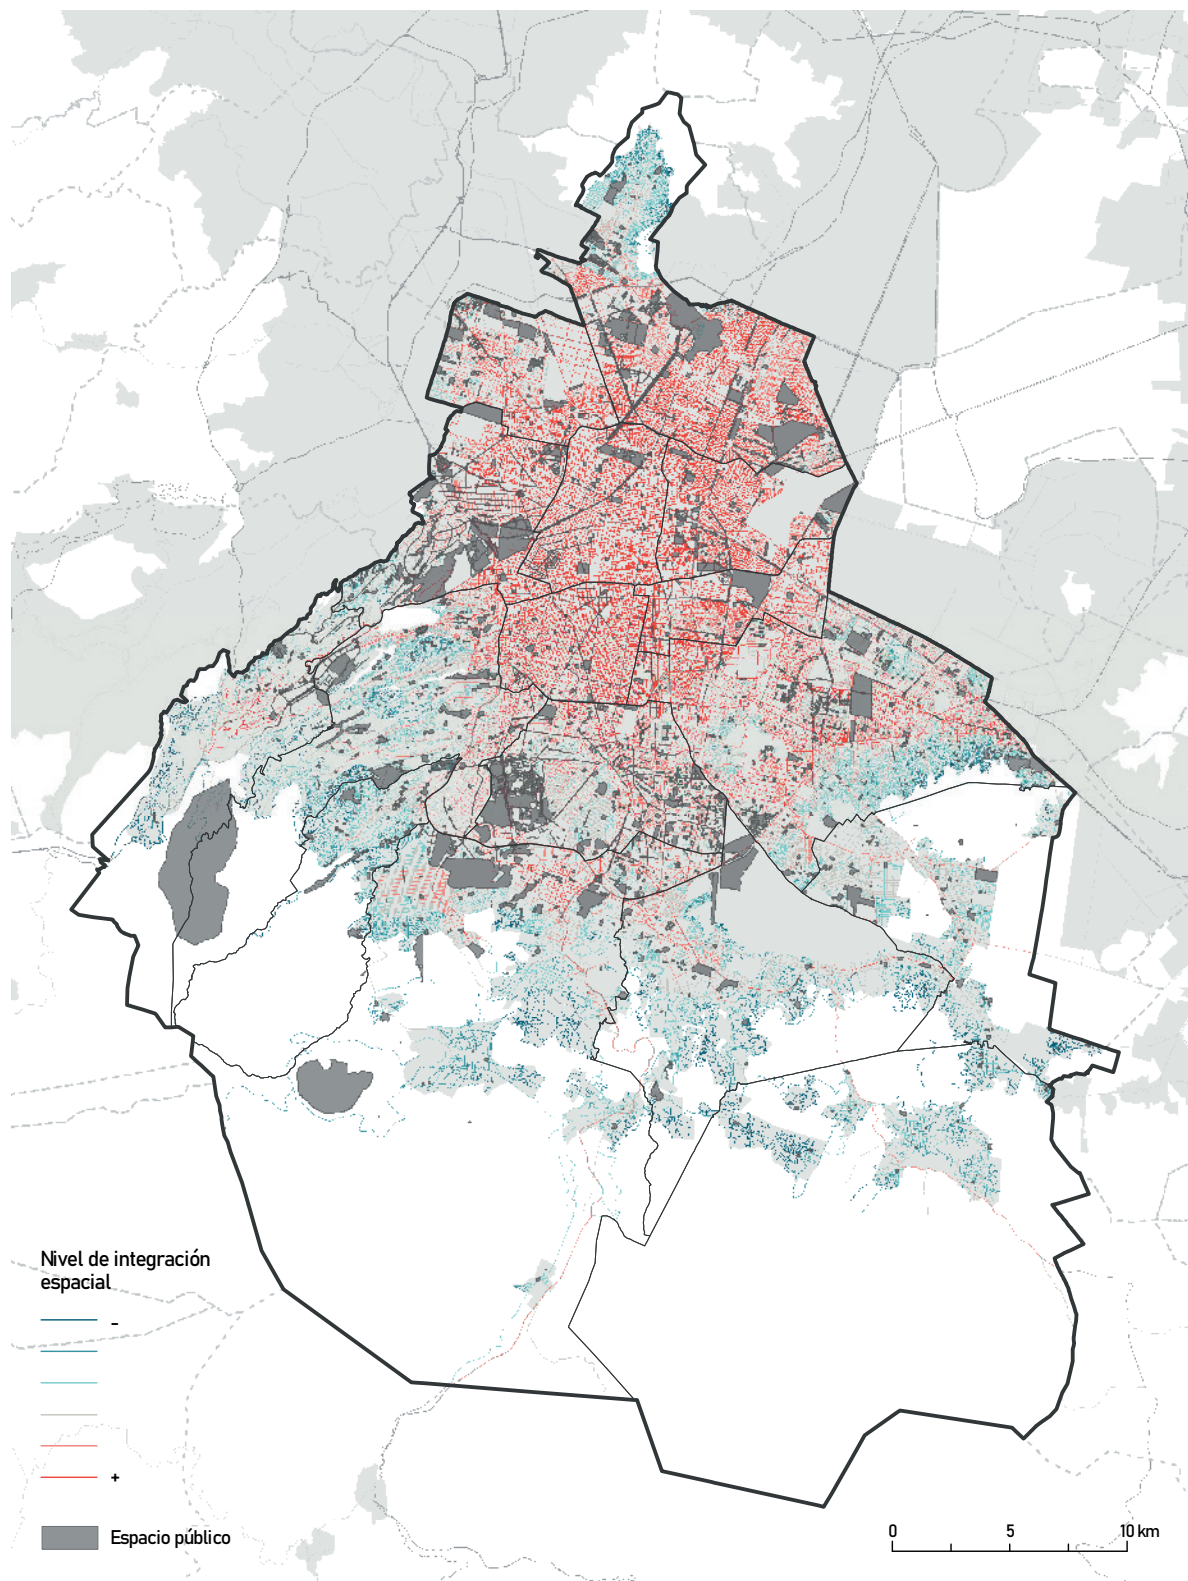 Nivel de integración
espacial
-
+
Espacio público
0 5 10 km